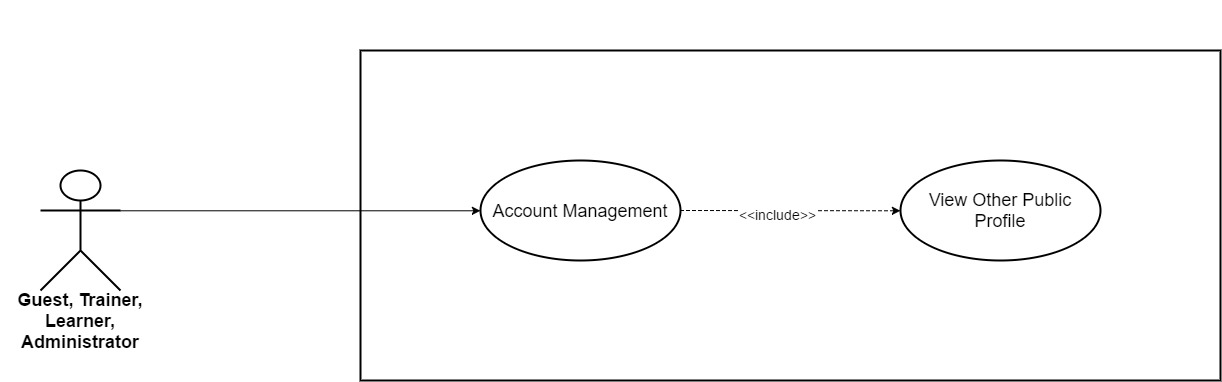 Account Management
<<include>>
View Other Public
Profile
Guest, Trainer,
Learner,
Administrator